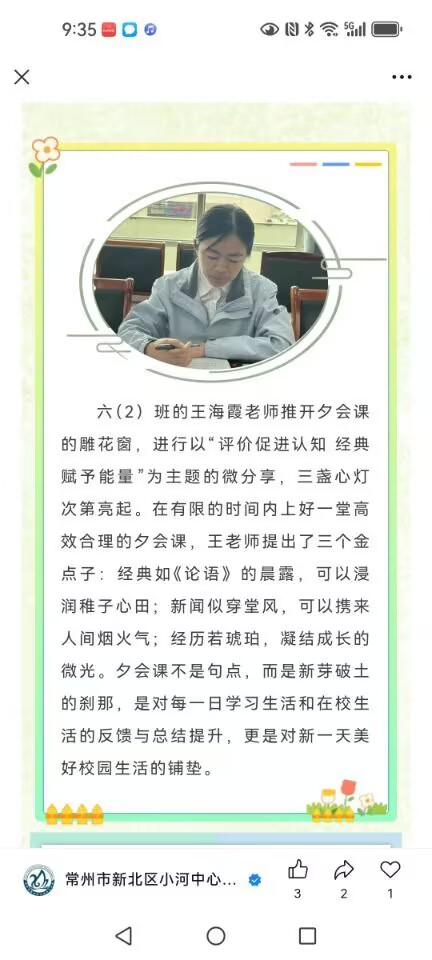 9:35
5G
六（2）班的王海霞老师推开夕会课
的雕花窗，进行以“评价促进认知 经典
赋予能量”为主题的微分享，三盏心灯
次第亮起。在有限的时间内上好一堂高
效合理的夕会课，王老师提出了三个金
点子：经典如《论语》的晨露，可以浸
润稚子心田；新闻似穿堂风，可以携来
人间烟火气；经历若琥珀，凝结成长的
微光。夕会课不是句点，而是新芽破土
的刹那，是对每一日学习生活和在校生
活的反馈与总结提升，更是对新一天美
好校园生活的铺垫。
常州市新北区小河中心...
3
2
1